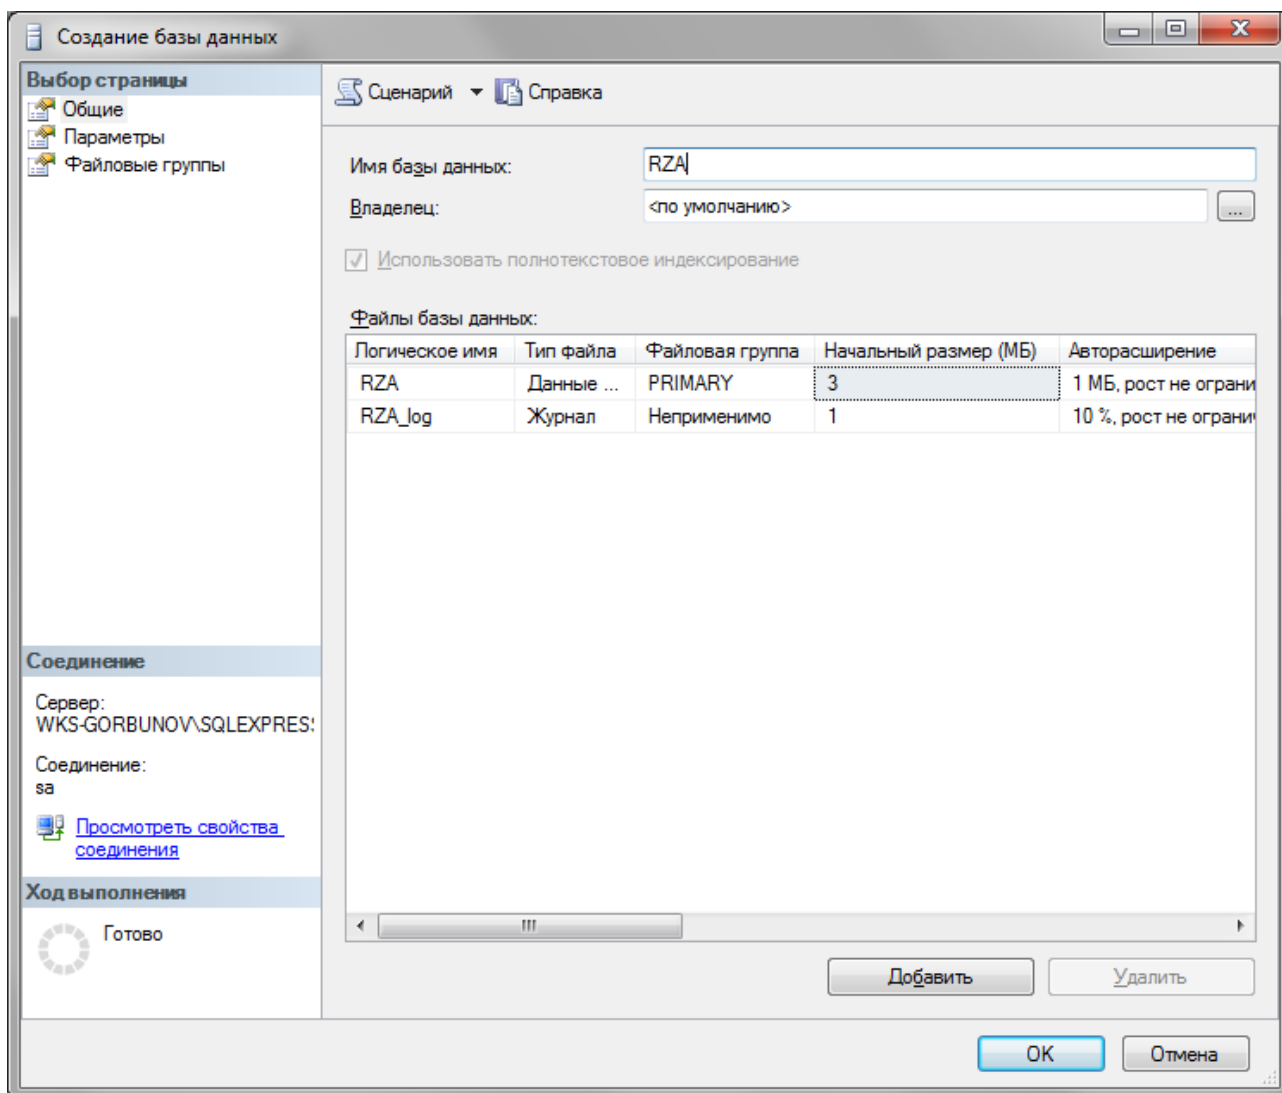 Создание базы данных
Выбор страницы
Общие
Параметры
Файловые группы
Сценарий Справка
Имя базы данных: RZA
Владелец: <по умолчанию> ...
Использовать полнотекстовое индексирование
Файлы базы данных:
Логическое имя Тип файла Файловая группа Начальный размер (МБ) Авторасширение
RZA Данные ... PRIMARY 3 1 МБ, рост не ограни
RZA_log Журнал Неприменимо 1 10 %, рост не ограни
Соединение
Сервер:
WKS-GORBUNOV\SQLEXPRES
Соединение:
sa
Просмотреть свойства
соединения
Ход выполнения
Готово
Добавить Удалить
OK Отмена